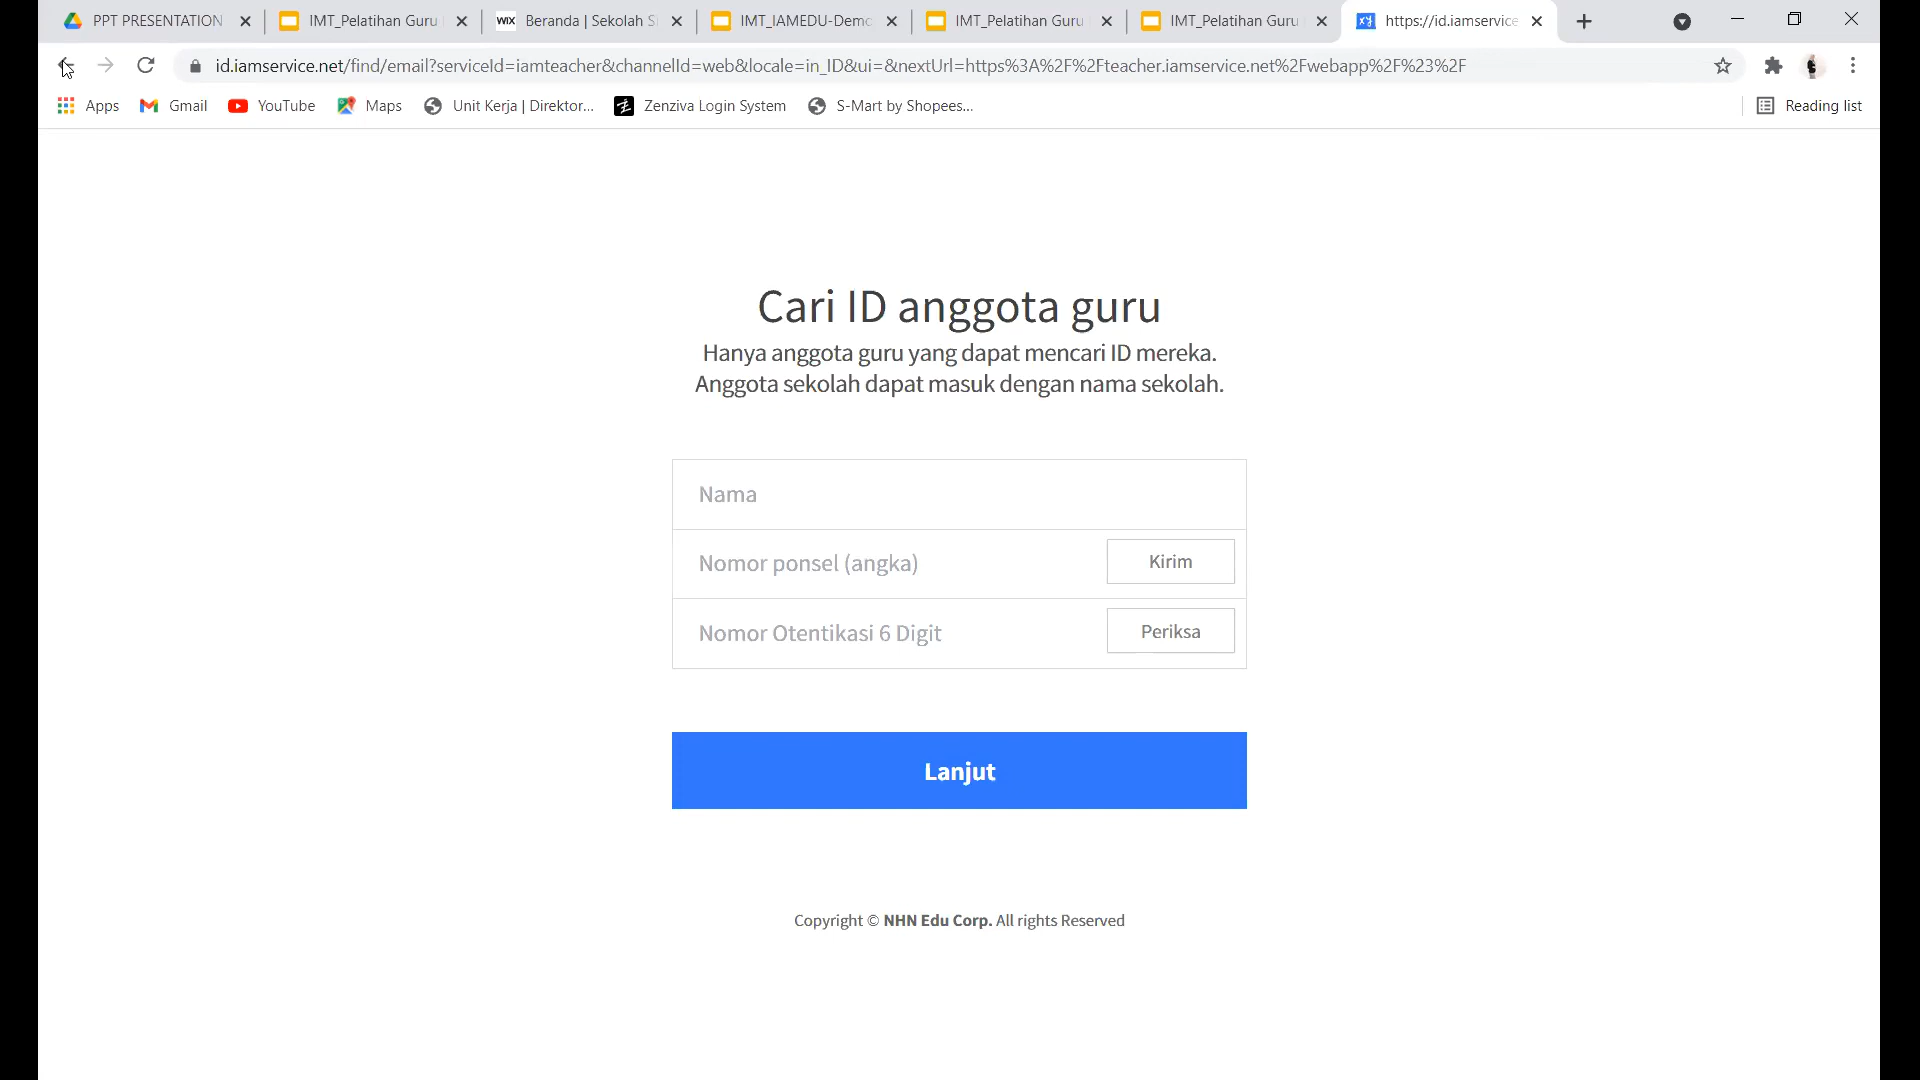 PPT PRESENTATION
IMT_Pelatihan Guru
WIX
Beranda | Sekolah S
IMT_IAMEDU-Demo
IMT_Pelatihan Guru
IMT_Pelatihan Guru
https://id.iamservice
id.iamservice.net/find/email?serviceId=iamteacher&channelId=web&locale=in_ID&ui=&nextUrl=https%3A%2F%2Fteacher.iamservice.net%2Fwebapp%2F%23%2F
Apps
Gmail
YouTube
Maps
Unit Kerja | Direktor...
Zenziva Login System
S-Mart by Shopees...
Reading list
Cari ID anggota guru
Hanya anggota guru yang dapat mencari ID mereka.
Anggota sekolah dapat masuk dengan nama sekolah.
Nama
Nomor ponsel (angka)
Kirim
Nomor Otentikasi 6 Digit
Periksa
Lanjut
Copyright © NHN Edu Corp. All rights Reserved